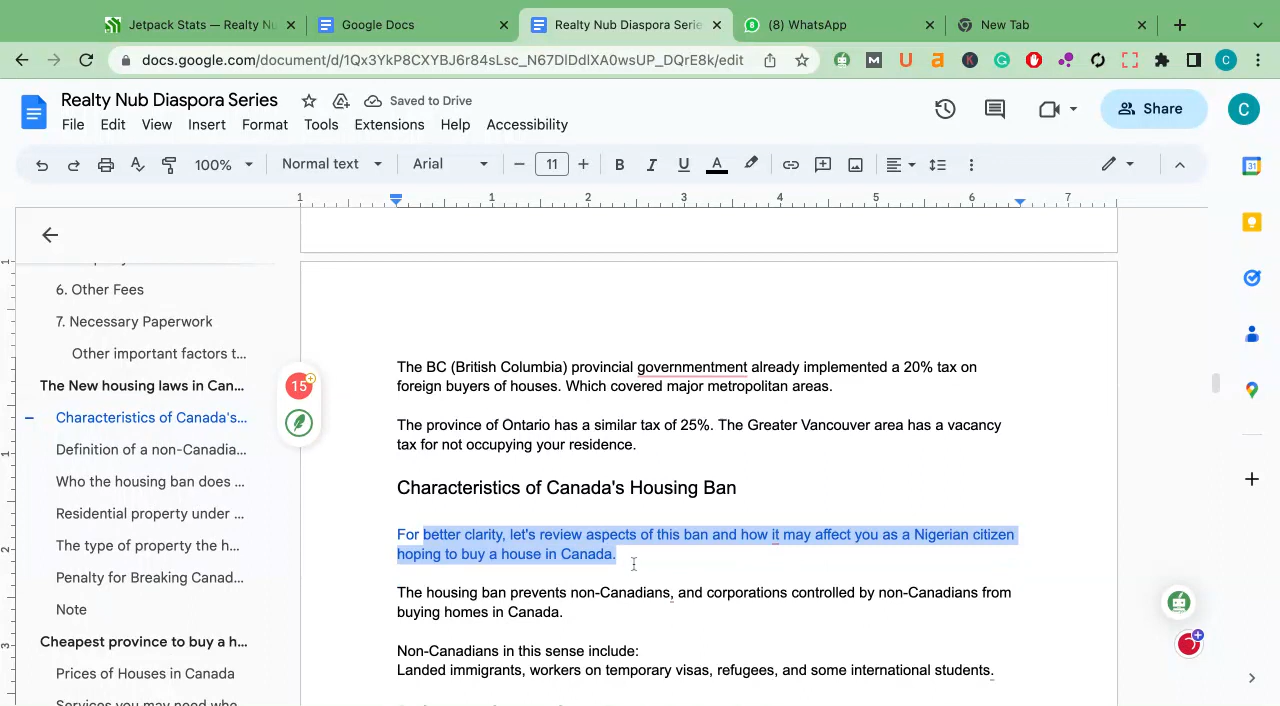 Jetpack Stats — Realty Nu
Google Docs
Realty Nub Diaspora Serie
(8) WhatsApp
New Tab
docs.google.com/document/d/1Qx3YkP8CXYBJ6r84sLsc_N67DlDdlXA0wsUP_DQrE8k/edit
Realty Nub Diaspora Series
Saved to Drive
File Edit View Insert Format Tools Extensions Help Accessibility
Share
C
100% Normal text Arial 11
1 1 2 3 4 5 6 7
6. Other Fees
7. Necessary Paperwork
Other important factors t...
The New housing laws in Can...
Characteristics of Canada's...
Definition of a non-Canadia...
Who the housing ban does ...
Residential property under ...
The type of property the h...
Penalty for Breaking Canad...
Note
Cheapest province to buy a h...
Prices of Houses in Canada
15
The BC (British Columbia) provincial governmentment already implemented a 20% tax on
foreign buyers of houses. Which covered major metropolitan areas.
The province of Ontario has a similar tax of 25%. The Greater Vancouver area has a vacancy
tax for not occupying your residence.
Characteristics of Canada's Housing Ban
For better clarity, let's review aspects of this ban and how it may affect you as a Nigerian citizen
hoping to buy a house in Canada.
The housing ban prevents non-Canadians, and corporations controlled by non-Canadians from
buying homes in Canada.
Non-Canadians in this sense include:
Landed immigrants, workers on temporary visas, refugees, and some international students.